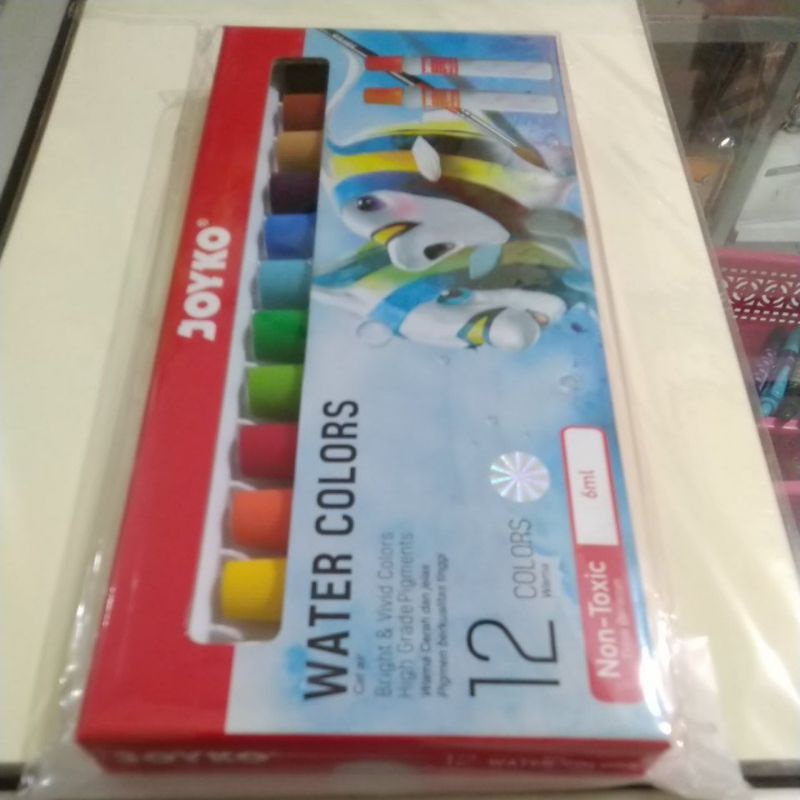 JOYKO®
WATER COLORS
Cat air
Bright & Vivid Colors
High Grade Pigments
Warna Cerah dan jelas
Pigmen berkualitas tinggi
12 COLORS
Warna
Non-Toxic
6ml
JOYKO
12 WATER COLORS